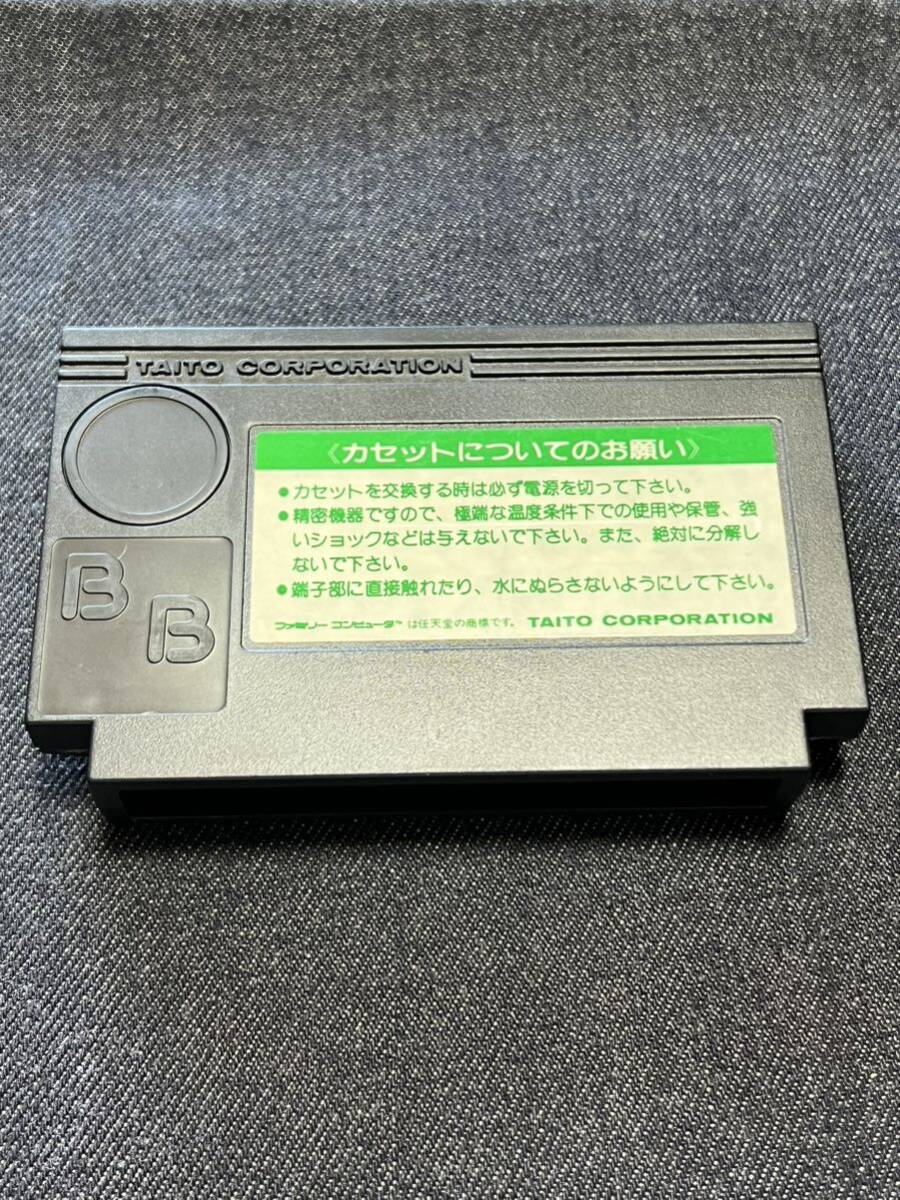 TAITO CORPORATION
《カセットについてのお願い》
●カセットを交換する時は必ず電源を切って下さい。
●精密機器ですので、極端な温度条件下での使用や保管、強
いショックなどは与えないで下さい。また、絶対に分解し
ないで下さい。
●端子部に直接触れたり、水にぬらさないようにして下さい。
ファミリー コンピュータ™ は任天堂の商標です。 TAITO CORPORATION
B
B